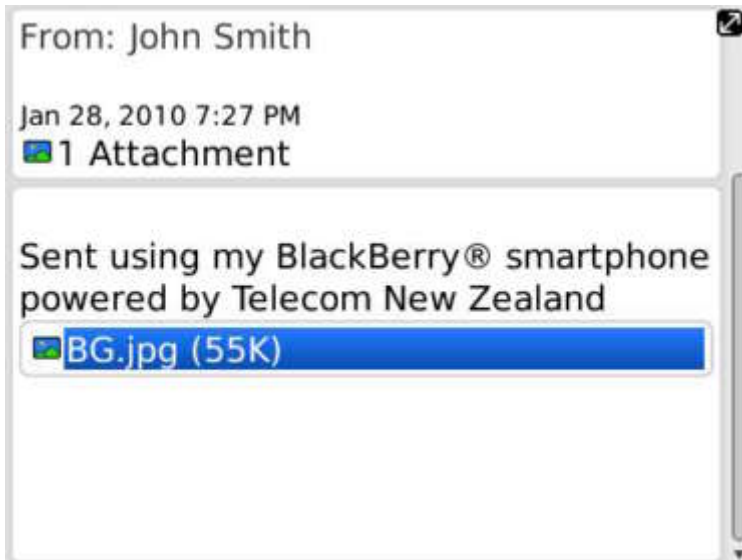 From: John Smith
Jan 28, 2010 7:27 PM
1 Attachment
Sent using my BlackBerry® smartphone
powered by Telecom New Zealand
BG.jpg (55K)